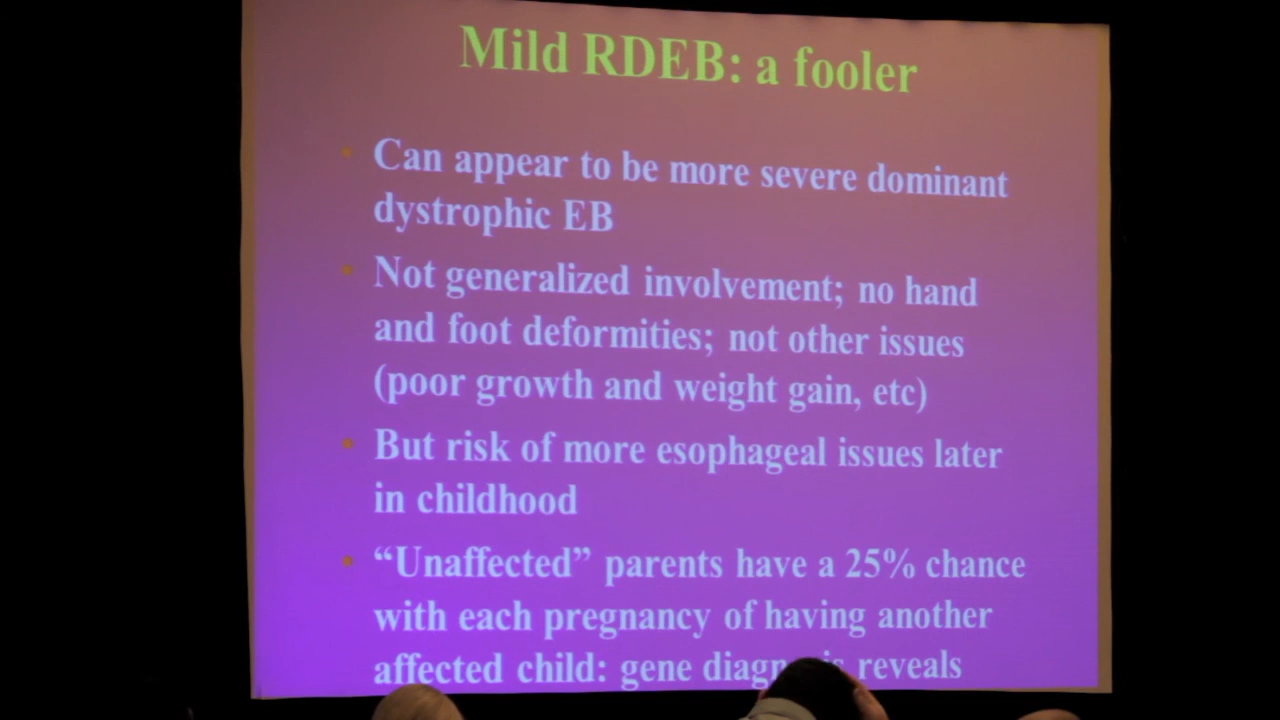 Mild RDEB: a fooler
• Can appear to be more severe dominant
dystrophic EB
• Not generalized involvement; no hand
and foot deformities; not other issues
(poor growth and weight gain, etc)
• But risk of more esophageal issues later
in childhood
• “Unaffected” parents have a 25% chance
with each pregnancy of having another
affected child: gene reveals